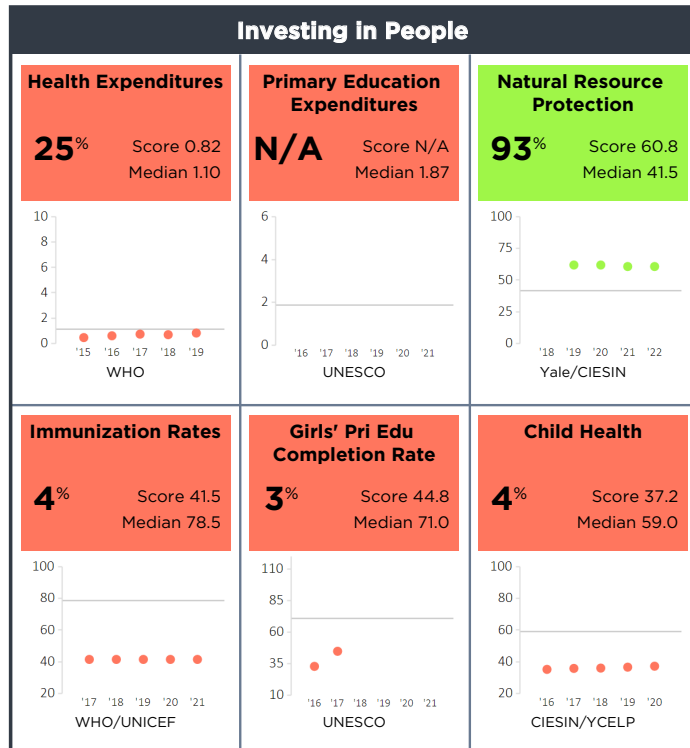 Investing in People
Health Expenditures
25%
Score 0.82
Median 1.10
10
8
6
4
2
0
'15 '16 '17 '18 '19
WHO
Primary Education
Expenditures
N/A
Score N/A
Median 1.87
6
4
2
0
'16 '17 '18 '19 '20 '21
UNESCO
Natural Resource
Protection
93%
Score 60.8
Median 41.5
100
75
50
25
0
'18 '19 '20 '21 '22
Yale/CIESIN
Immunization Rates
4%
Score 41.5
Median 78.5
100
80
60
40
20
'17 '18 '19 '20 '21
WHO/UNICEF
Girls' Pri Edu
Completion Rate
3%
Score 44.8
Median 71.0
110
85
60
35
10
'16 '17 '18 '19 '20 '21
UNESCO
Child Health
4%
Score 37.2
Median 59.0
100
80
60
40
20
'16 '17 '18 '19 '20
CIESIN/YCELP